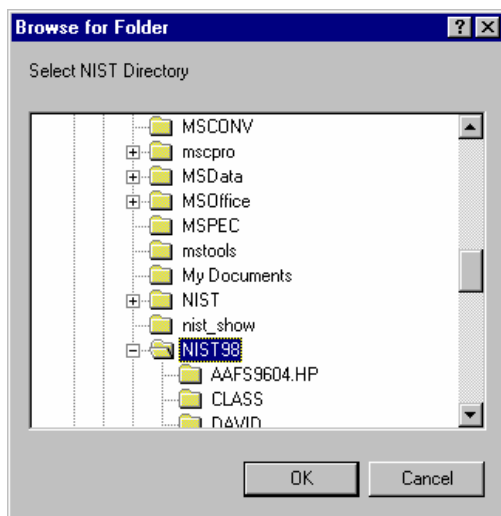 Browse for Folder
Select NIST Directory
MSCONV
mscpro
MSData
MSOffice
MSPEC
mstools
My Documents
NIST
nist_show
NIST98
AAFS9604.HP
CLASS
DAVID
OK Cancel